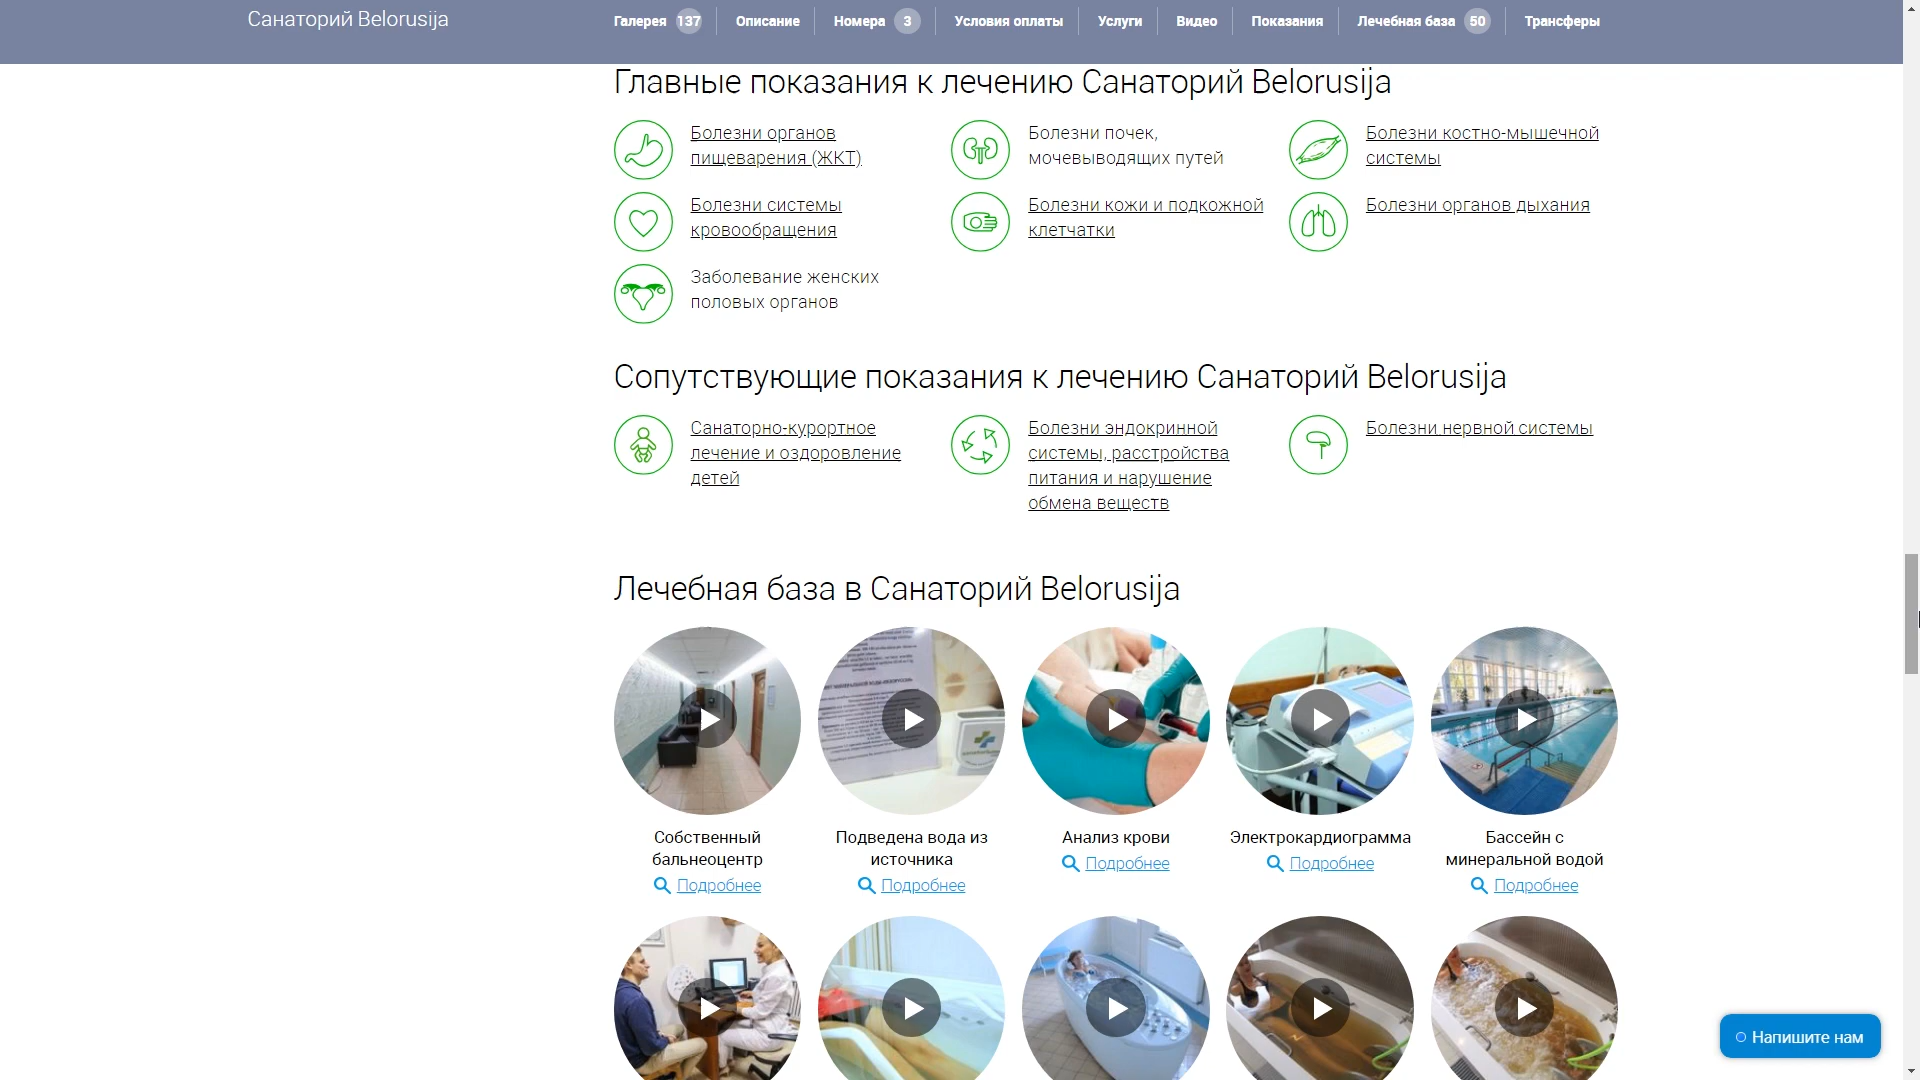 Санаторий Belorusija
Галерея 137 Описание Номера 3 Условия оплаты Услуги Видео Показания Лечебная база 50 Трансферы
Главные показания к лечению Санаторий Belorusija
Болезни органов
пищеварения (ЖКТ)
Болезни почек,
мочевыводящих путей
Болезни костно-мышечной
системы
Болезни системы
кровообращения
Болезни кожи и подкожной
клетчатки
Болезни органов дыхания
Заболевание женских
половых органов
Сопутствующие показания к лечению Санаторий Belorusija
Санаторно-курортное
лечение и оздоровление
детей
Болезни эндокринной
системы, расстройства
питания и нарушение
обмена веществ
Болезни нервной системы
Лечебная база в Санаторий Belorusija
Собственный
бальнеоцентр
Подробнее
Подведена вода из
источника
Подробнее
Анализ крови
Подробнее
Электрокардиограмма
Подробнее
Бассейн с
минеральной водой
Подробнее
Напишите нам